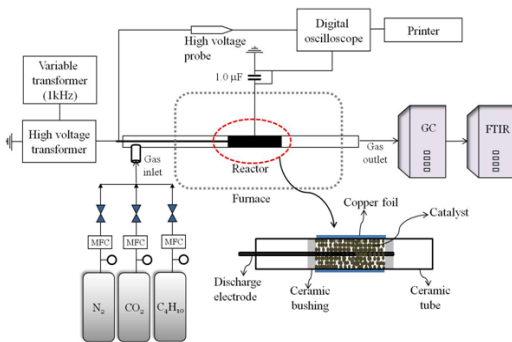 Digital
oscilloscope
Printer
High voltage
probe
1.0 µF
Variable
transformer
(1kHz)
High voltage
transformer
Gas
inlet
Reactor
Furnace
Gas
outlet
GC
FTIR
MFC
MFC
MFC
N₂
CO₂
C₄H₁₀
Copper foil
Catalyst
Discharge
electrode
Ceramic
bushing
Ceramic
tube